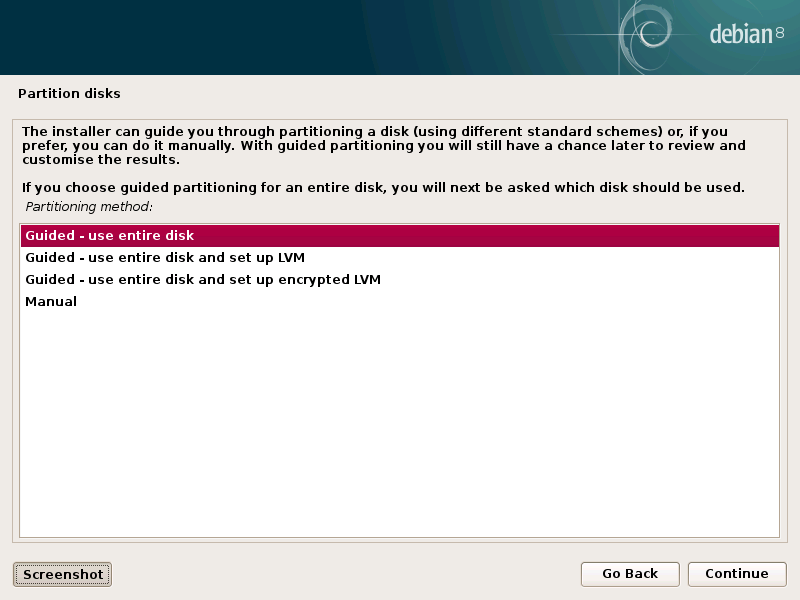 debian 8
Partition disks
The installer can guide you through partitioning a disk (using different standard schemes) or, if you
prefer, you can do it manually. With guided partitioning you will still have a chance later to review and
customise the results.
If you choose guided partitioning for an entire disk, you will next be asked which disk should be used.
Partitioning method:
Guided - use entire disk
Guided - use entire disk and set up LVM
Guided - use entire disk and set up encrypted LVM
Manual
Screenshot
Go Back
Continue